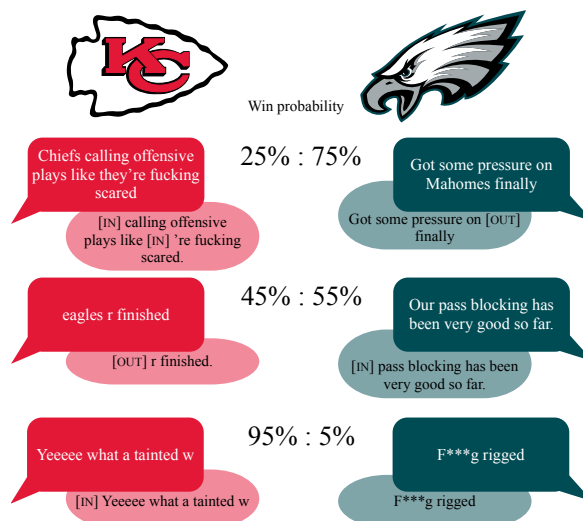 KC
Win probability
25% : 75%
Chiefs calling offensive
plays like they're fucking
scared
[IN] calling offensive
plays like [IN] 're fucking
scared.
Got some pressure on
Mahomes finally
Got some pressure on [OUT]
finally
45% : 55%
eagles r finished
[OUT] r finished.
Our pass blocking has
been very good so far.
[IN] pass blocking has been
very good so far.
95% : 5%
Yeeeee what a tainted w
[IN] Yeeeee what a tainted w
F***g rigged
F***g rigged